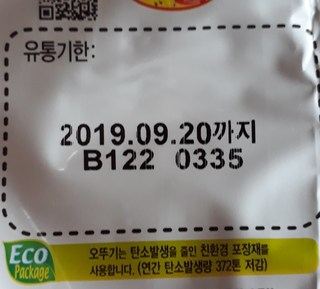 유통기한:
2019.09.20까지
B122 0335
Eco
Package
오뚜기는 탄소발생을 줄인 친환경 포장재를
사용합니다. (연간 탄소발생량 372톤 저감)